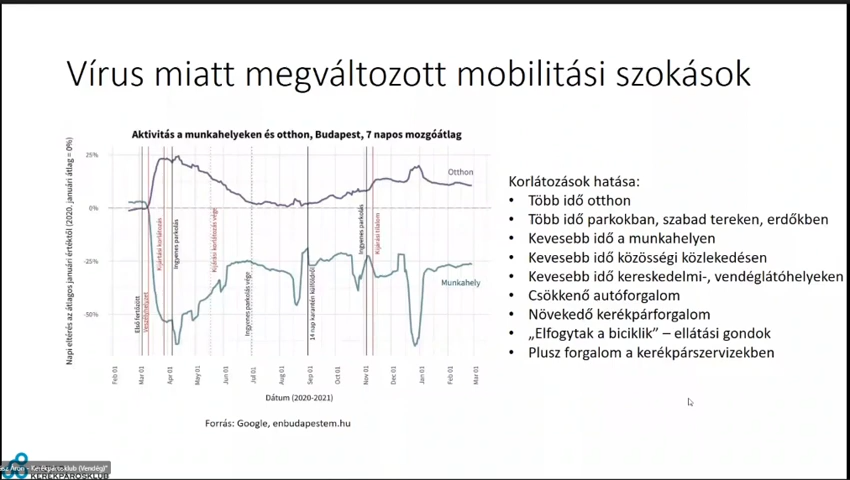 Vírus miatt megváltozott mobilitási szokások
Aktivitás a munkahelyeken és otthon, Budapest, 7 napos mozgóátlag
Napi eltérés az átlagos januári értéktől (2020. januári átlag = 0%)
25%
0%
-25%
-50%
Otthon
Munkahely
Első fertőzött
Veszélyhelyzet
Kijárási korlátozás
Ingyenes parkolás
Kijárási korlátozás vége
Ingyenes parkolás vége
14 nap karantén külföldről
Ingyenes parkolás
Kijárási tilalom
Feb 01
Mar 01
Apr 01
May 01
Jun 01
Jul 01
Aug 01
Sep 01
Oct 01
Nov 01
Dec 01
Jan 01
Feb 01
Mar 01
Dátum (2020-2021)
Forrás: Google, enbudapestem.hu
Korlátozások hatása:
• Több idő otthon
• Több idő parkokban, szabad tereken, erdőkben
• Kevesebb idő a munkahelyen
• Kevesebb idő közösségi közlekedésen
• Kevesebb idő kereskedelmi-, vendéglátóhelyeken
• Csökkenő autóforgalom
• Növekedő kerékpárforgalom
• „Elfogytak a biciklik” – ellátási gondok
• Plusz forgalom a kerékpárszervizekben
Áron - Kerékpárosklub (Vendég)"
KERÉKPÁROSKLUB